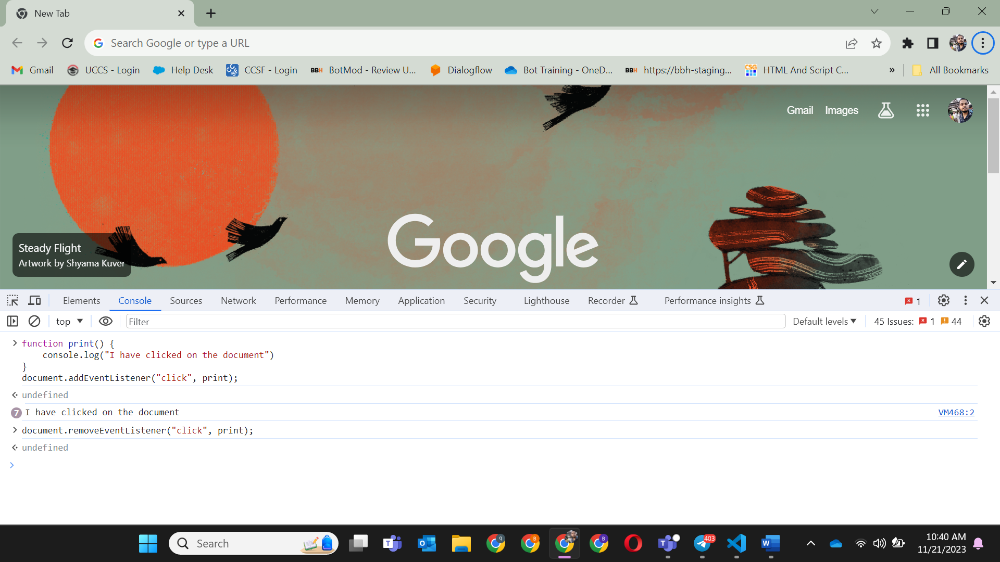 New Tab
Search Google or type a URL
Gmail UCCS - Login Help Desk CCSF - Login BBH BotMod - Review U... Dialogflow Bot Training - OneD... BBH https://bbh-staging... CSG HTML And Script C... » All Bookmarks
Gmail Images
Google
Steady Flight
Artwork by Shyama Kuver
Elements Console Sources Network Performance Memory Application Security Lighthouse Recorder Performance insights 1
top Filter Default levels 45 Issues: 1 44
function print() {
console.log("I have clicked on the document")
}
document.addEventListener("click", print);
undefined
7 I have clicked on the document VM468:2
document.removeEventListener("click", print);
undefined
Search
403
10:40 AM
11/21/2023